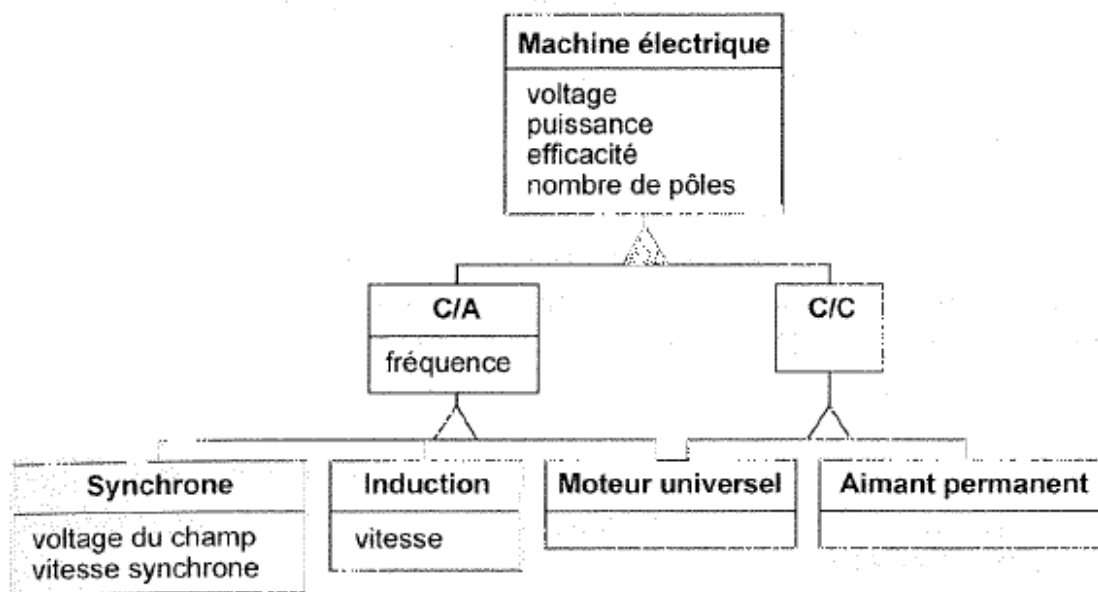 Machine électrique
voltage
puissance
efficacité
nombre de pôles
C/A
fréquence
C/C
Synchrone
voltage du champ
vitesse synchrone
Induction
vitesse
Moteur universel
Aimant permanent